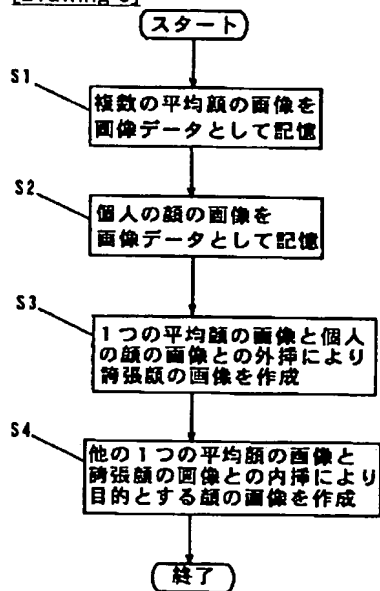 [Drawing 3]
スタート
S1
複数の平均顔の画像を
画像データとして記憶
S2
個人の顔の画像を
画像データとして記憶
S3
1つの平均顔の画像と個人
の顔の画像との外挿により
誇張顔の画像を作成
S4
他の1つの平均顔の画像と
誇張顔の画像との内挿により
目的とする顔の画像を作成
終了